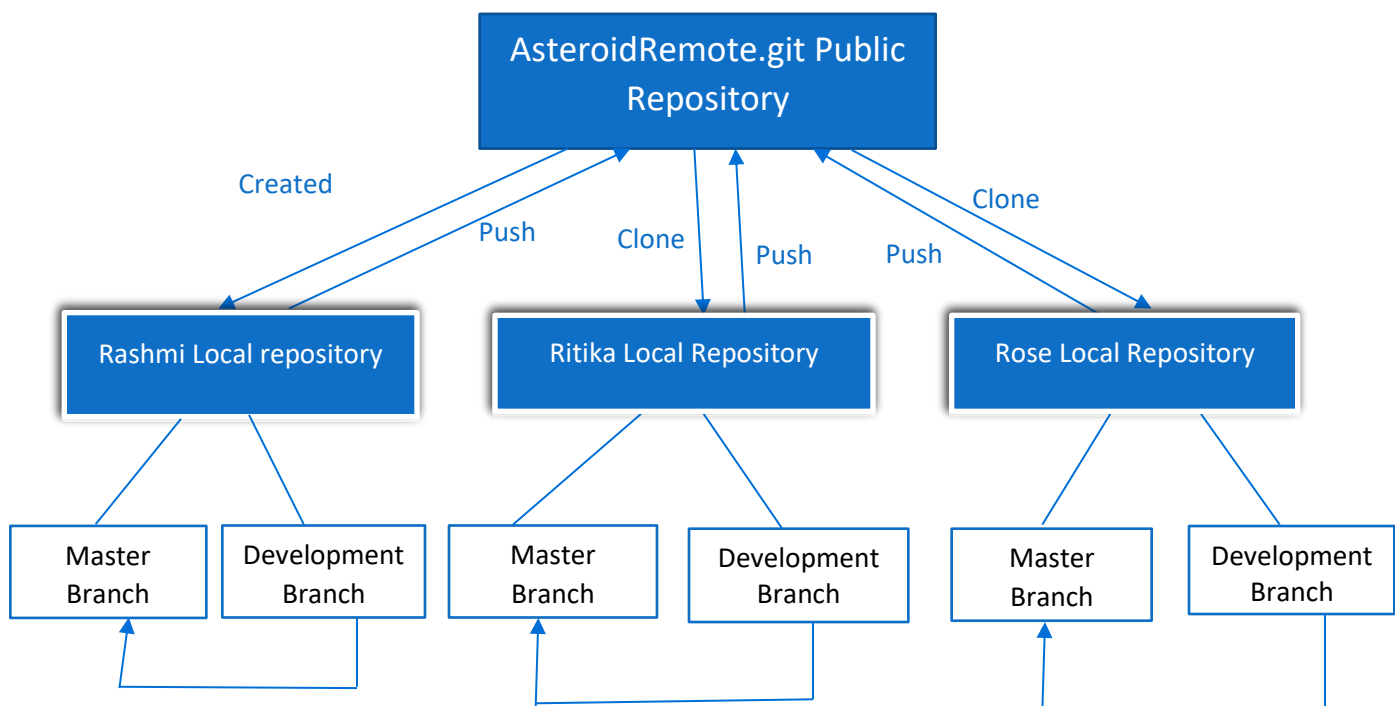 AsteroidRemote.git Public
Repository
Created
Push
Clone
Push
Push
Clone
Rashmi Local repository
Ritika Local Repository
Rose Local Repository
Master
Branch
Development
Branch
Master
Branch
Development
Branch
Master
Branch
Development
Branch